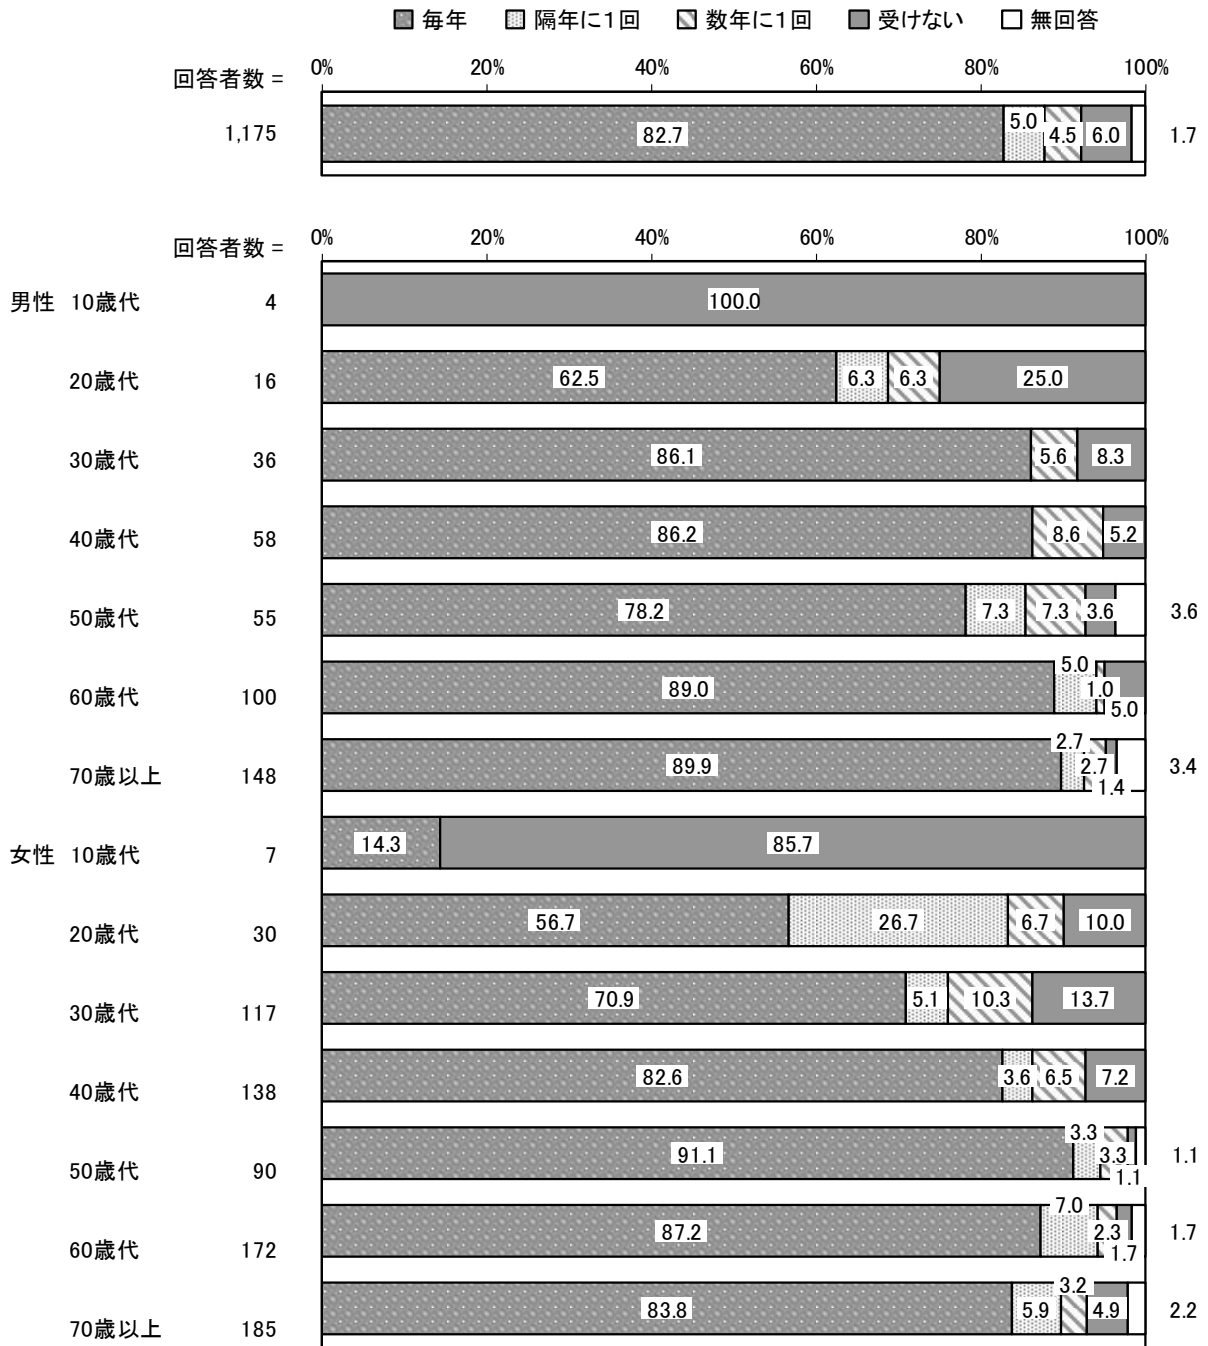 毎年 隔年に1回 数年に1回 受けない 無回答
回答者数 = 0% 20% 40% 60% 80% 100%
1,175 82.7 5.0 4.5 6.0 1.7
回答者数 = 0% 20% 40% 60% 80% 100%
男性 10歳代 4 100.0
20歳代 16 62.5 6.3 6.3 25.0
30歳代 36 86.1 5.6 8.3
40歳代 58 86.2 8.6 5.2
50歳代 55 78.2 7.3 7.3 3.6 3.6
60歳代 100 89.0 5.0 1.0 5.0
70歳以上 148 89.9 2.7 2.7 1.4 3.4
女性 10歳代 7 14.3 85.7
20歳代 30 56.7 26.7 6.7 10.0
30歳代 117 70.9 5.1 10.3 13.7
40歳代 138 82.6 3.6 6.5 7.2
50歳代 90 91.1 3.3 3.3 1.1 1.1
60歳代 172 87.2 7.0 2.3 1.7 1.7
70歳以上 185 83.8 5.9 3.2 4.9 2.2